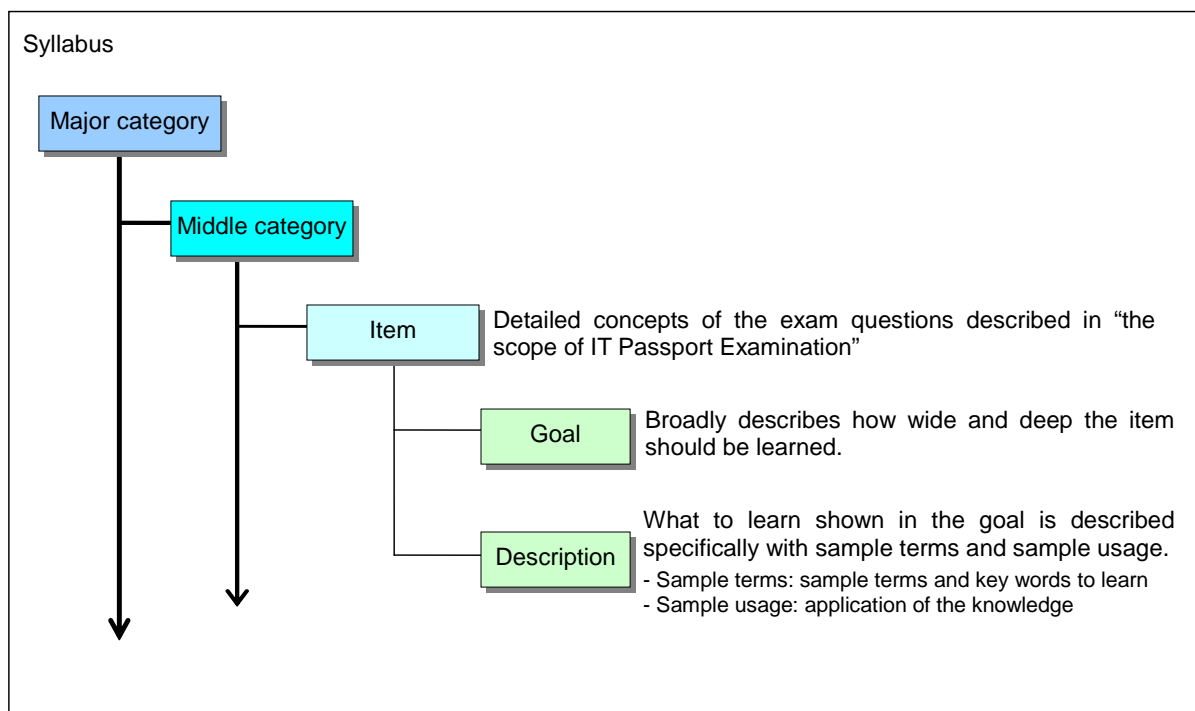 Syllabus
Major category
Middle category
Item
Detailed concepts of the exam questions described in “the
scope of IT Passport Examination”
Goal
Broadly describes how wide and deep the item
should be learned.
Description
What to learn shown in the goal is described
specifically with sample terms and sample usage.
- Sample terms: sample terms and key words to learn
- Sample usage: application of the knowledge